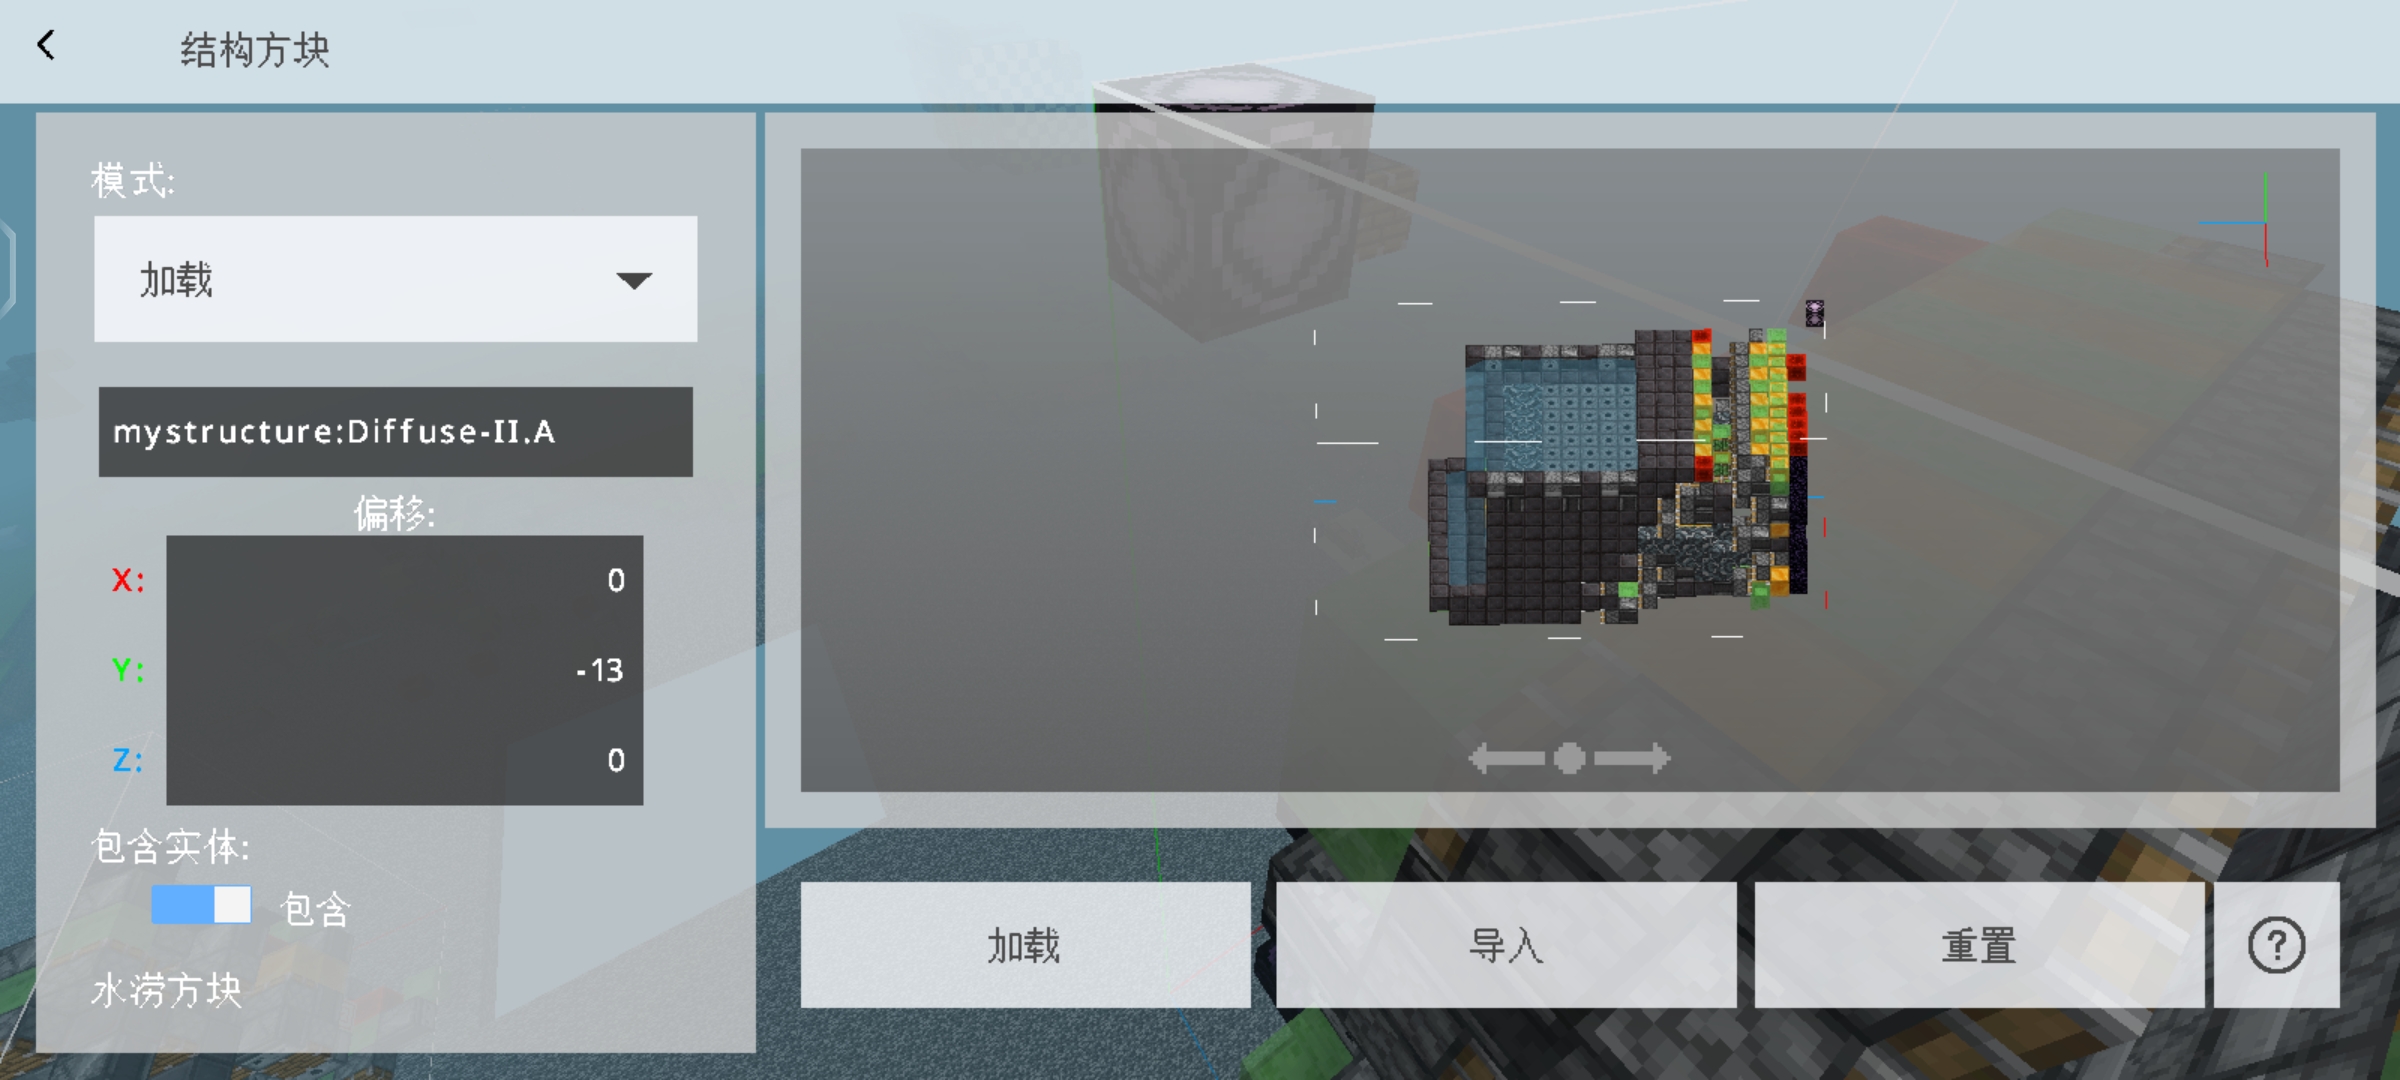 结构方块
模式:
加载
mystructure:Diffuse-II.A
偏移:
X: 0
Y: -13
Z: 0
包含实体:
包含
水涝方块
加载
导入
重置
?